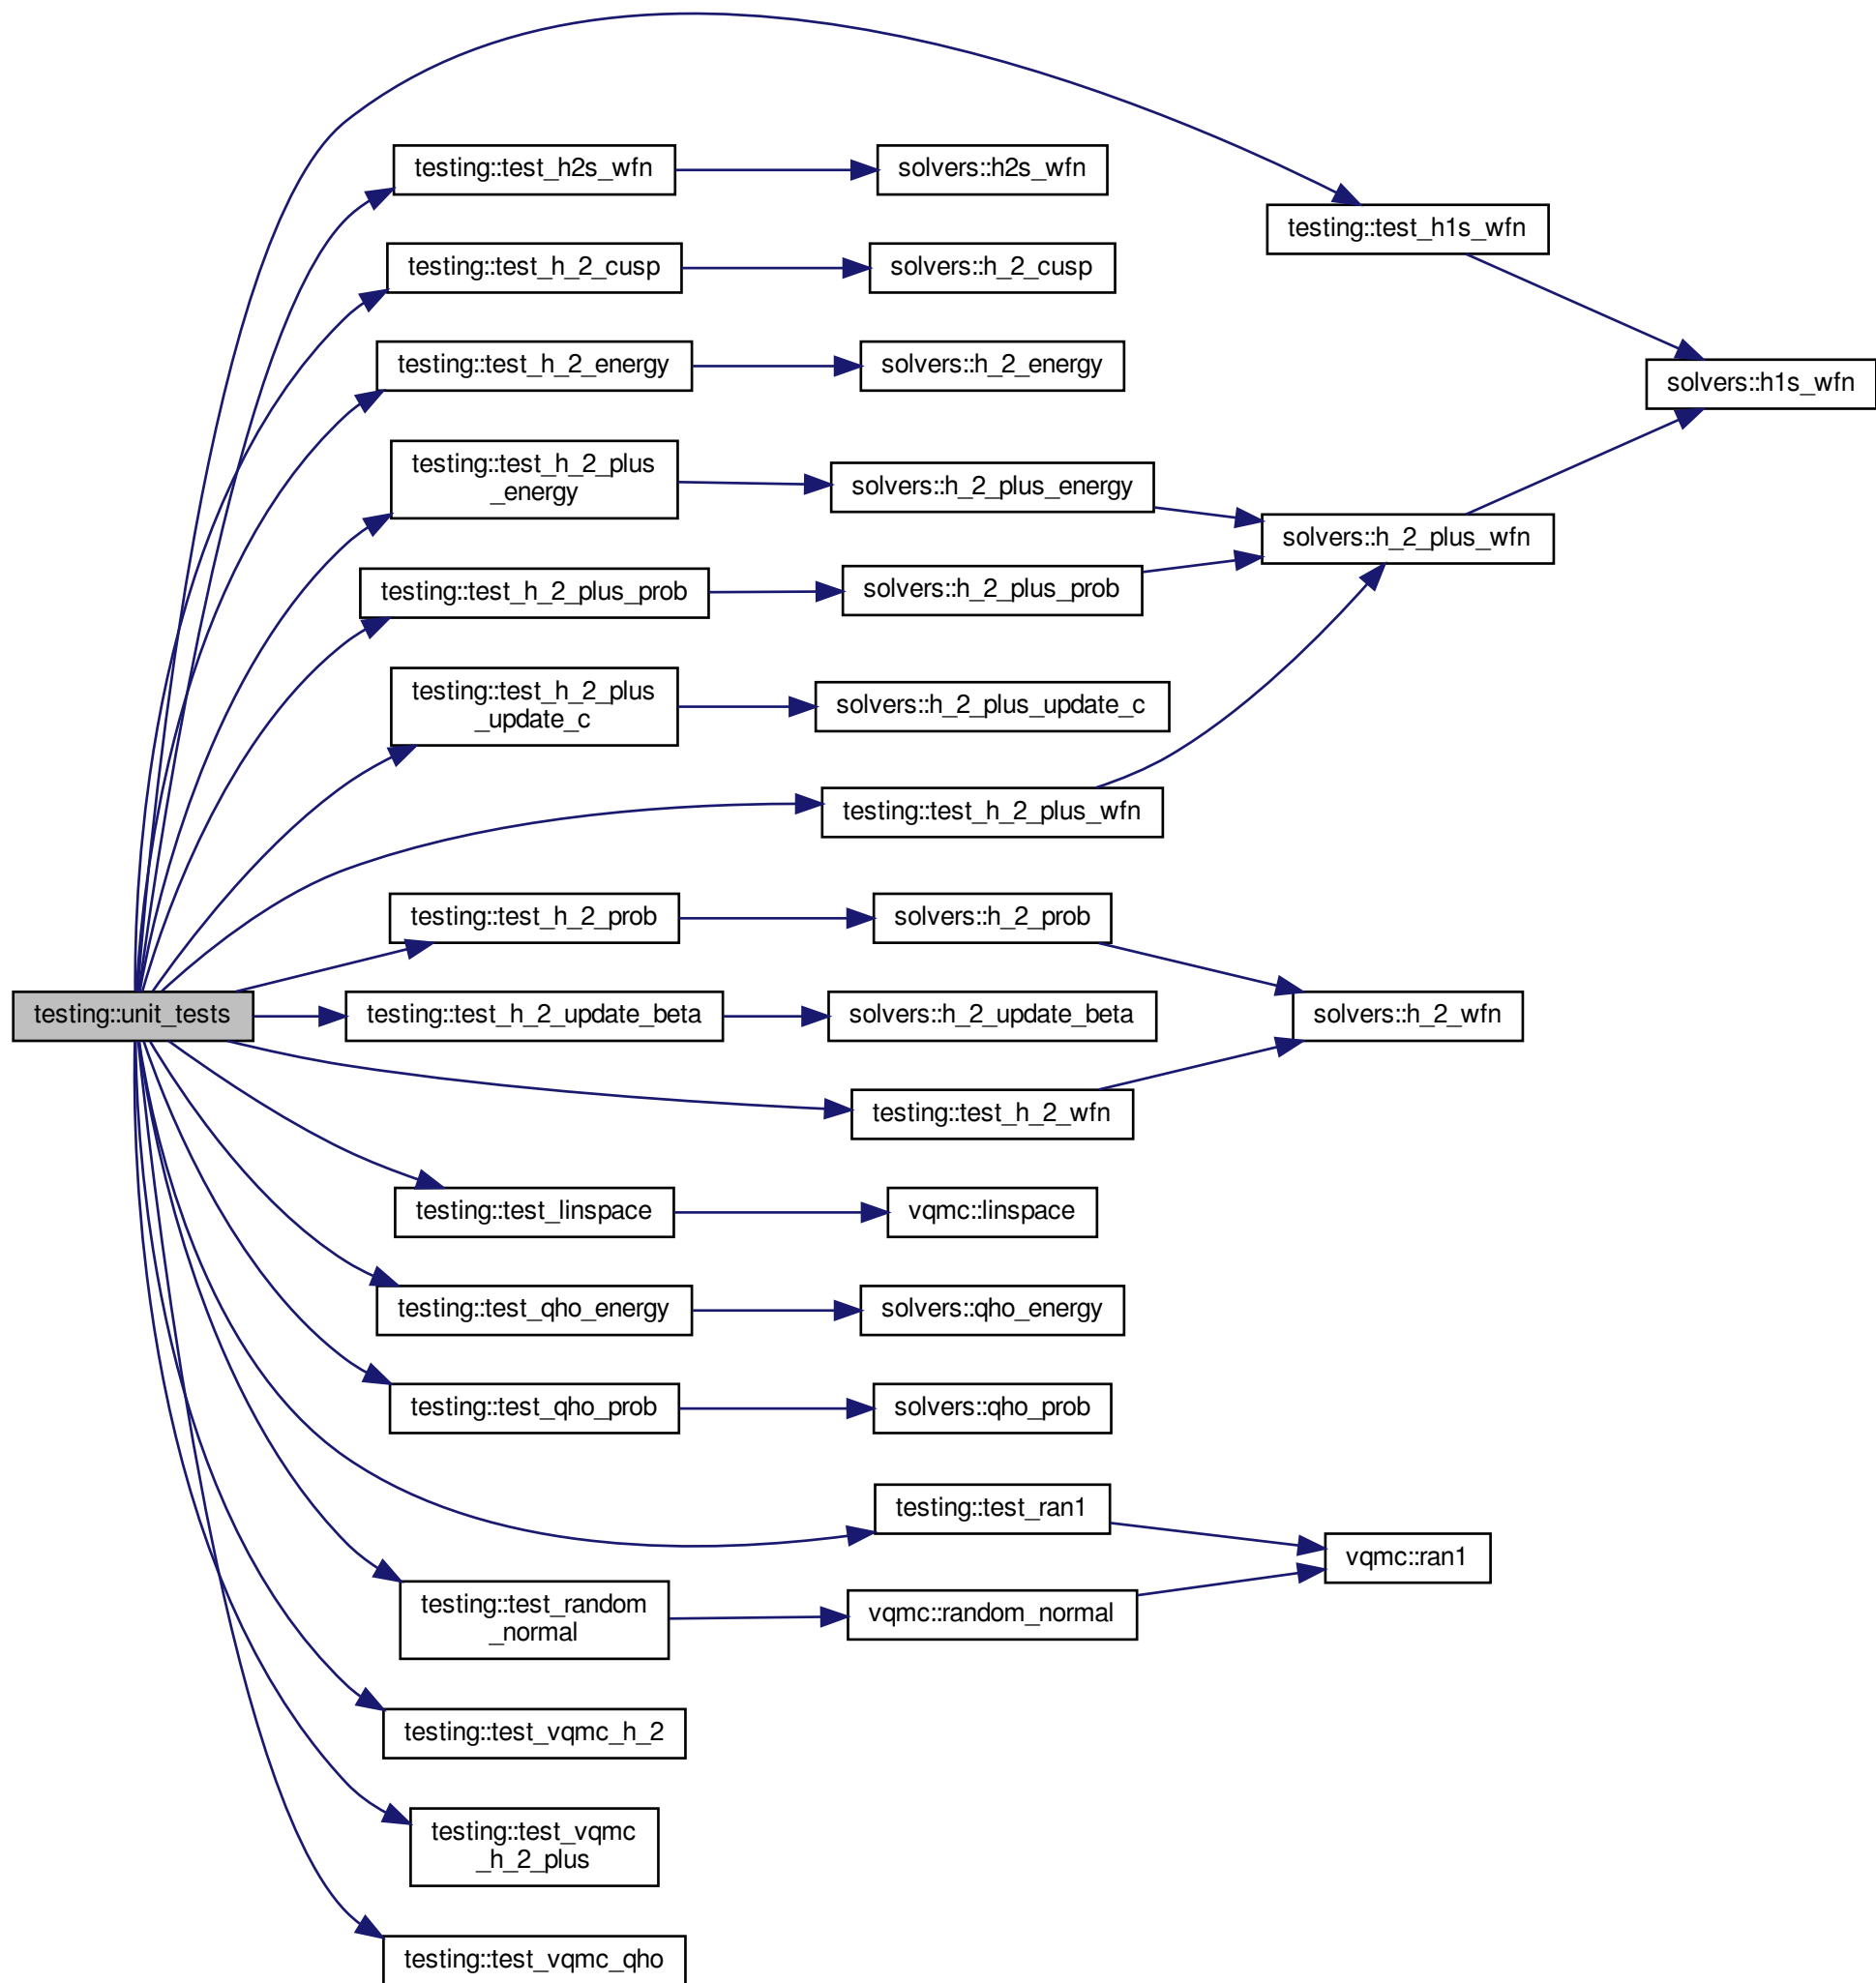 testing::test_h2s_wfn
solvers::h2s_wfn
testing::test_h1s_wfn
testing::test_h_2_cusp
solvers::h_2_cusp
testing::test_h_2_energy
solvers::h_2_energy
solvers::h1s_wfn
testing::test_h_2_plus
_energy
solvers::h_2_plus_energy
solvers::h_2_plus_wfn
testing::test_h_2_plus_prob
solvers::h_2_plus_prob
testing::test_h_2_plus
_update_c
solvers::h_2_plus_update_c
testing::test_h_2_plus_wfn
testing::test_h_2_prob
solvers::h_2_prob
testing::unit_tests
testing::test_h_2_update_beta
solvers::h_2_update_beta
solvers::h_2_wfn
testing::test_h_2_wfn
testing::test_linspace
vqmc::linspace
testing::test_qho_energy
solvers::qho_energy
testing::test_qho_prob
solvers::qho_prob
testing::test_ran1
vqmc::ran1
testing::test_random
_normal
vqmc::random_normal
testing::test_vqmc_h_2
testing::test_vqmc
_h_2_plus
testing::test_vqmc_qho